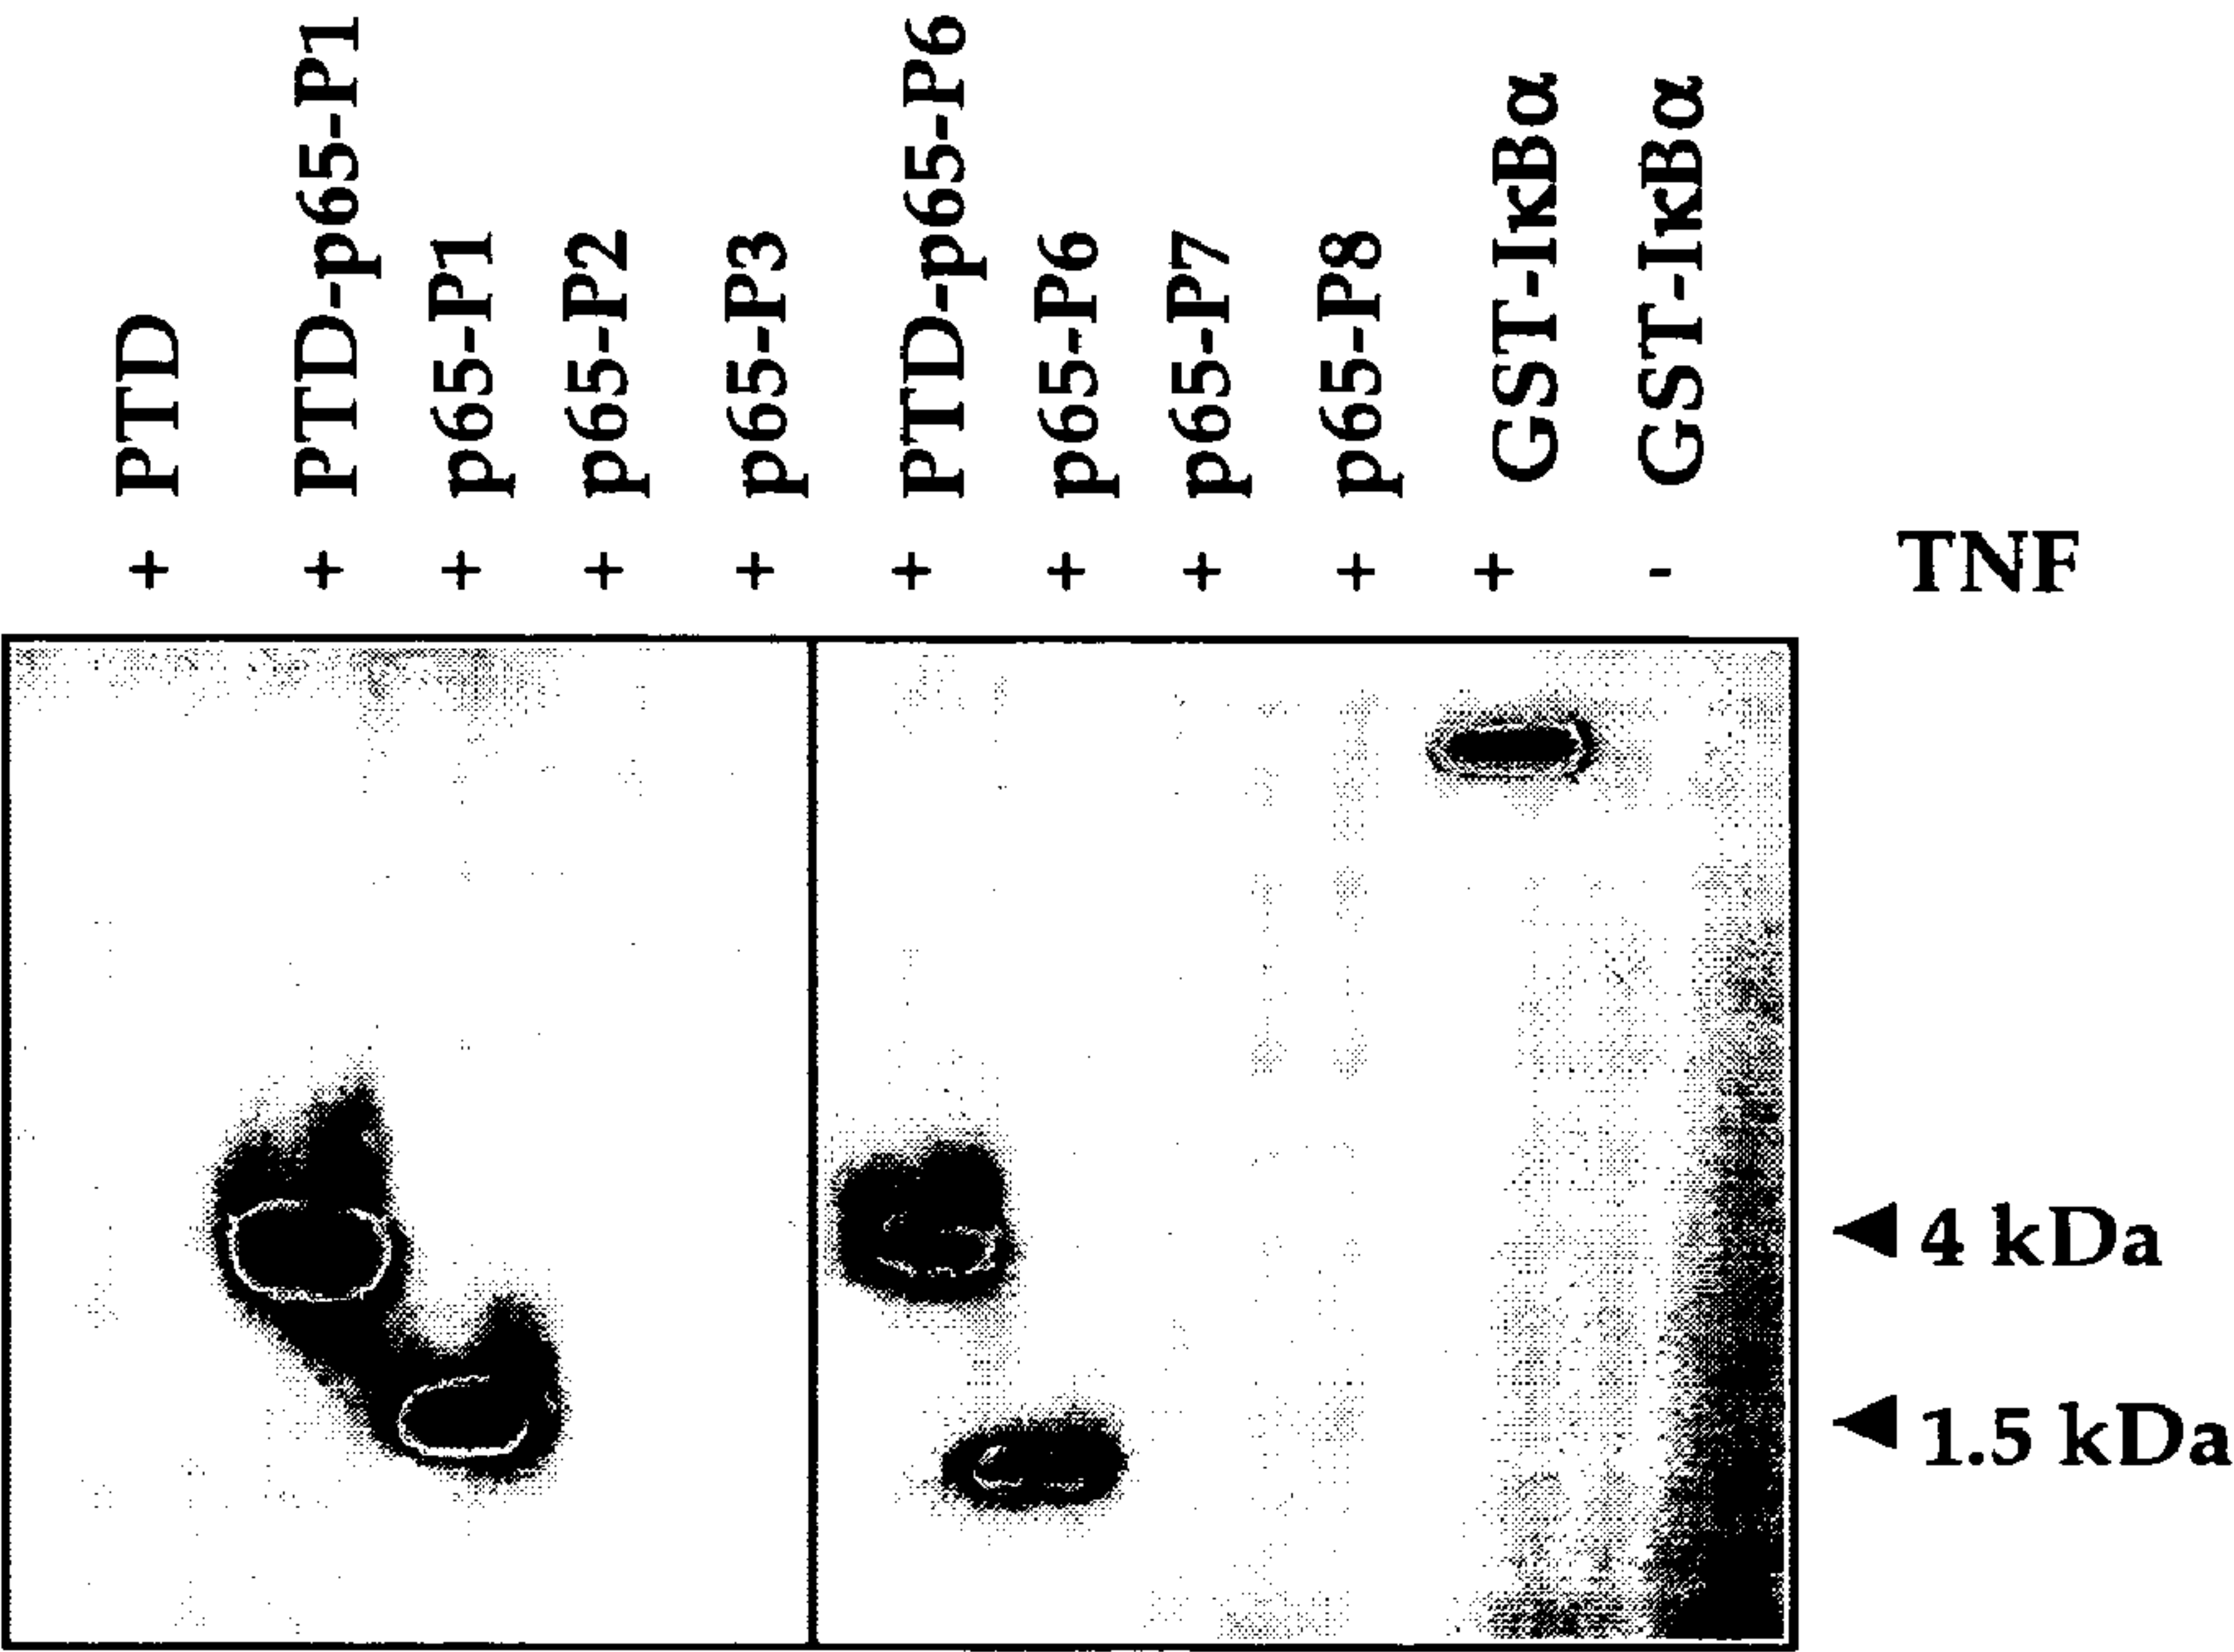 PTD
PTD-p65-P1
p65-P1
p65-P2
p65-P3
PTD-p65-P6
p65-P6
p65-P7
p65-P8
GST-IκBα
GST-IκBα
+ + + + + + + + + + - TNF
4 kDa
1.5 kDa